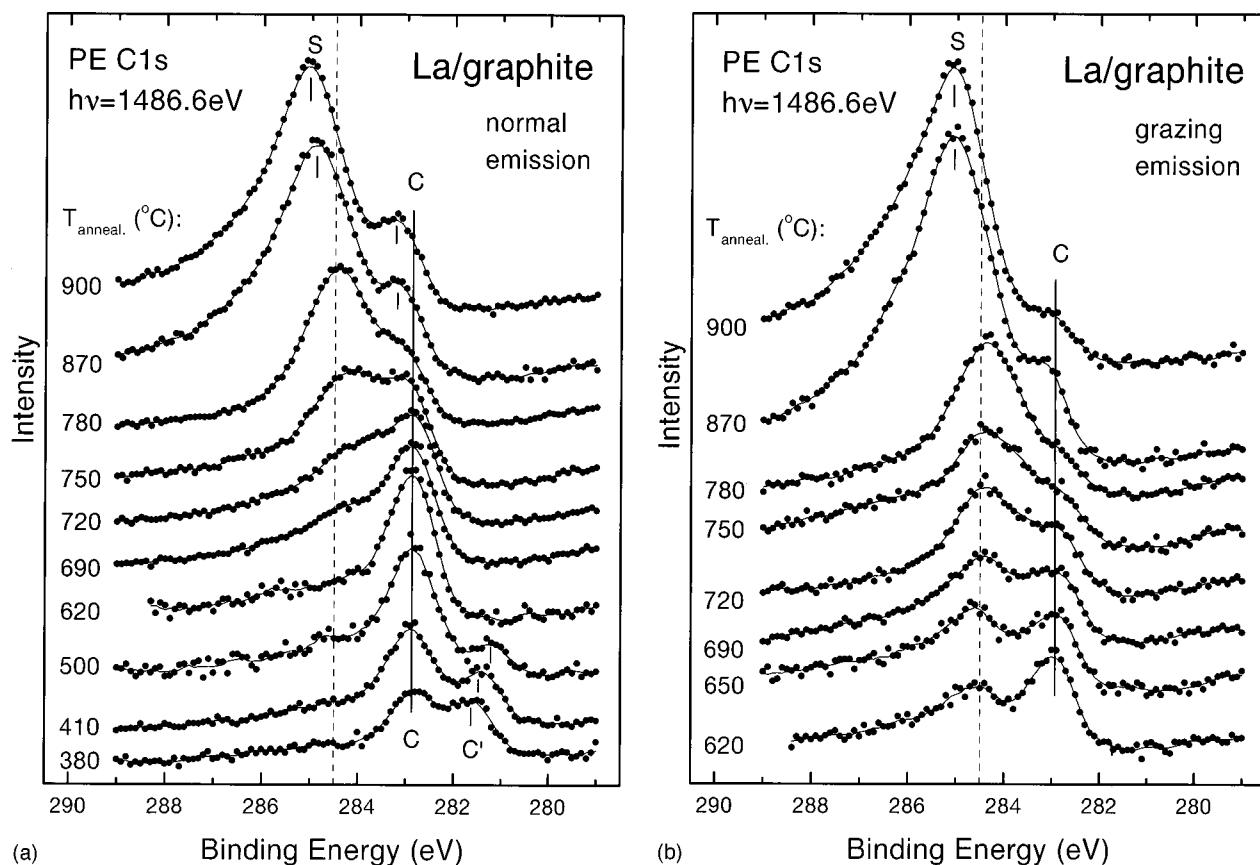 PE C1s
hν=1486.6eV
S
La/graphite
normal
emission
C
T anneal. (°C):
900
870
780
750
720
690
620
500
410
380
C
C'
Intensity
290
288
286
284
282
280
(a)
Binding Energy (eV)
PE C1s
hν=1486.6eV
S
La/graphite
grazing
emission
T anneal. (°C):
C
900
870
780
750
720
690
650
620
Intensity
290
288
286
284
282
280
(b)
Binding Energy (eV)